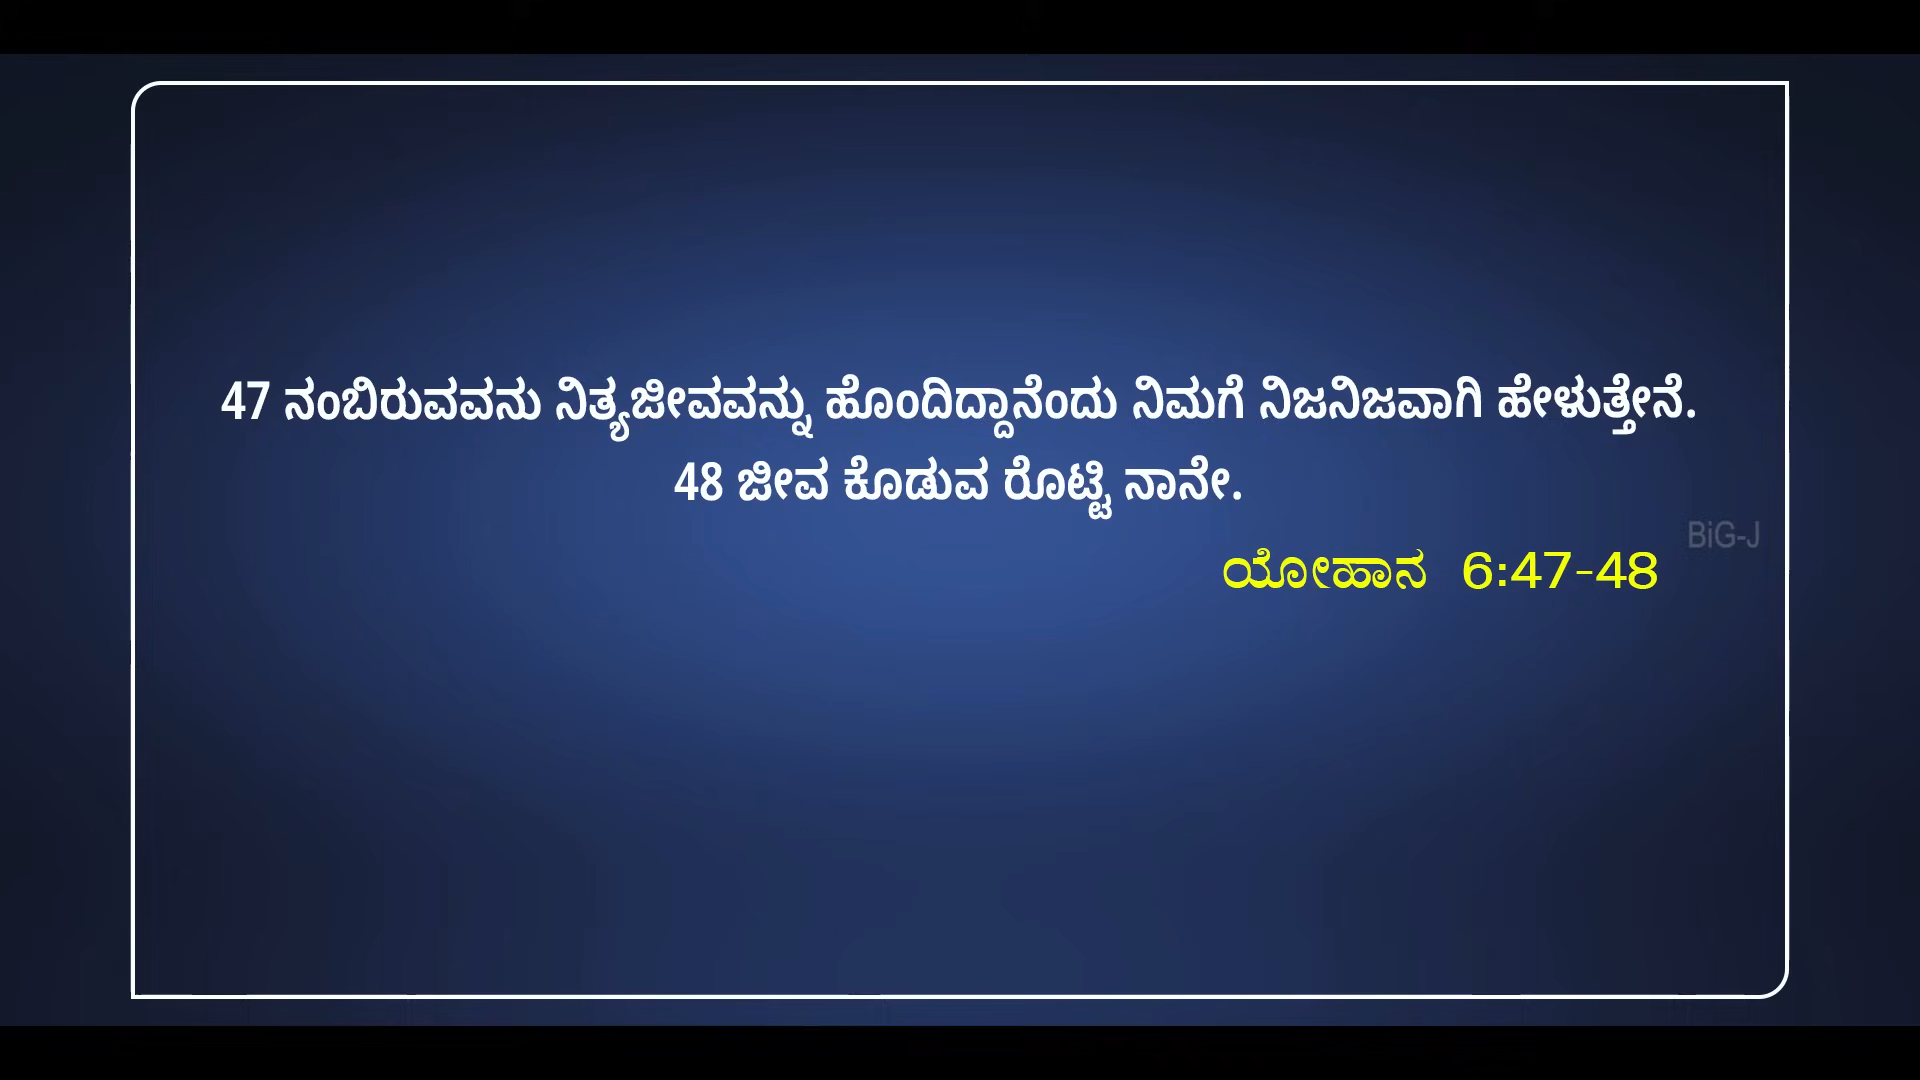 47 ನಂಬಿರುವವನು ನಿತ್ಯಜೀವವನ್ನು ಹೊಂದಿದ್ದಾನೆಂದು ನಿಮಗೆ ನಿಜನಿಜವಾಗಿ ಹೇಳುತ್ತೇನೆ.
48 ಜೀವ ಕೊಡುವ ರೊಟ್ಟಿ ನಾನೇ.
BiG-J
ಯೋಹಾನ 6:47-48